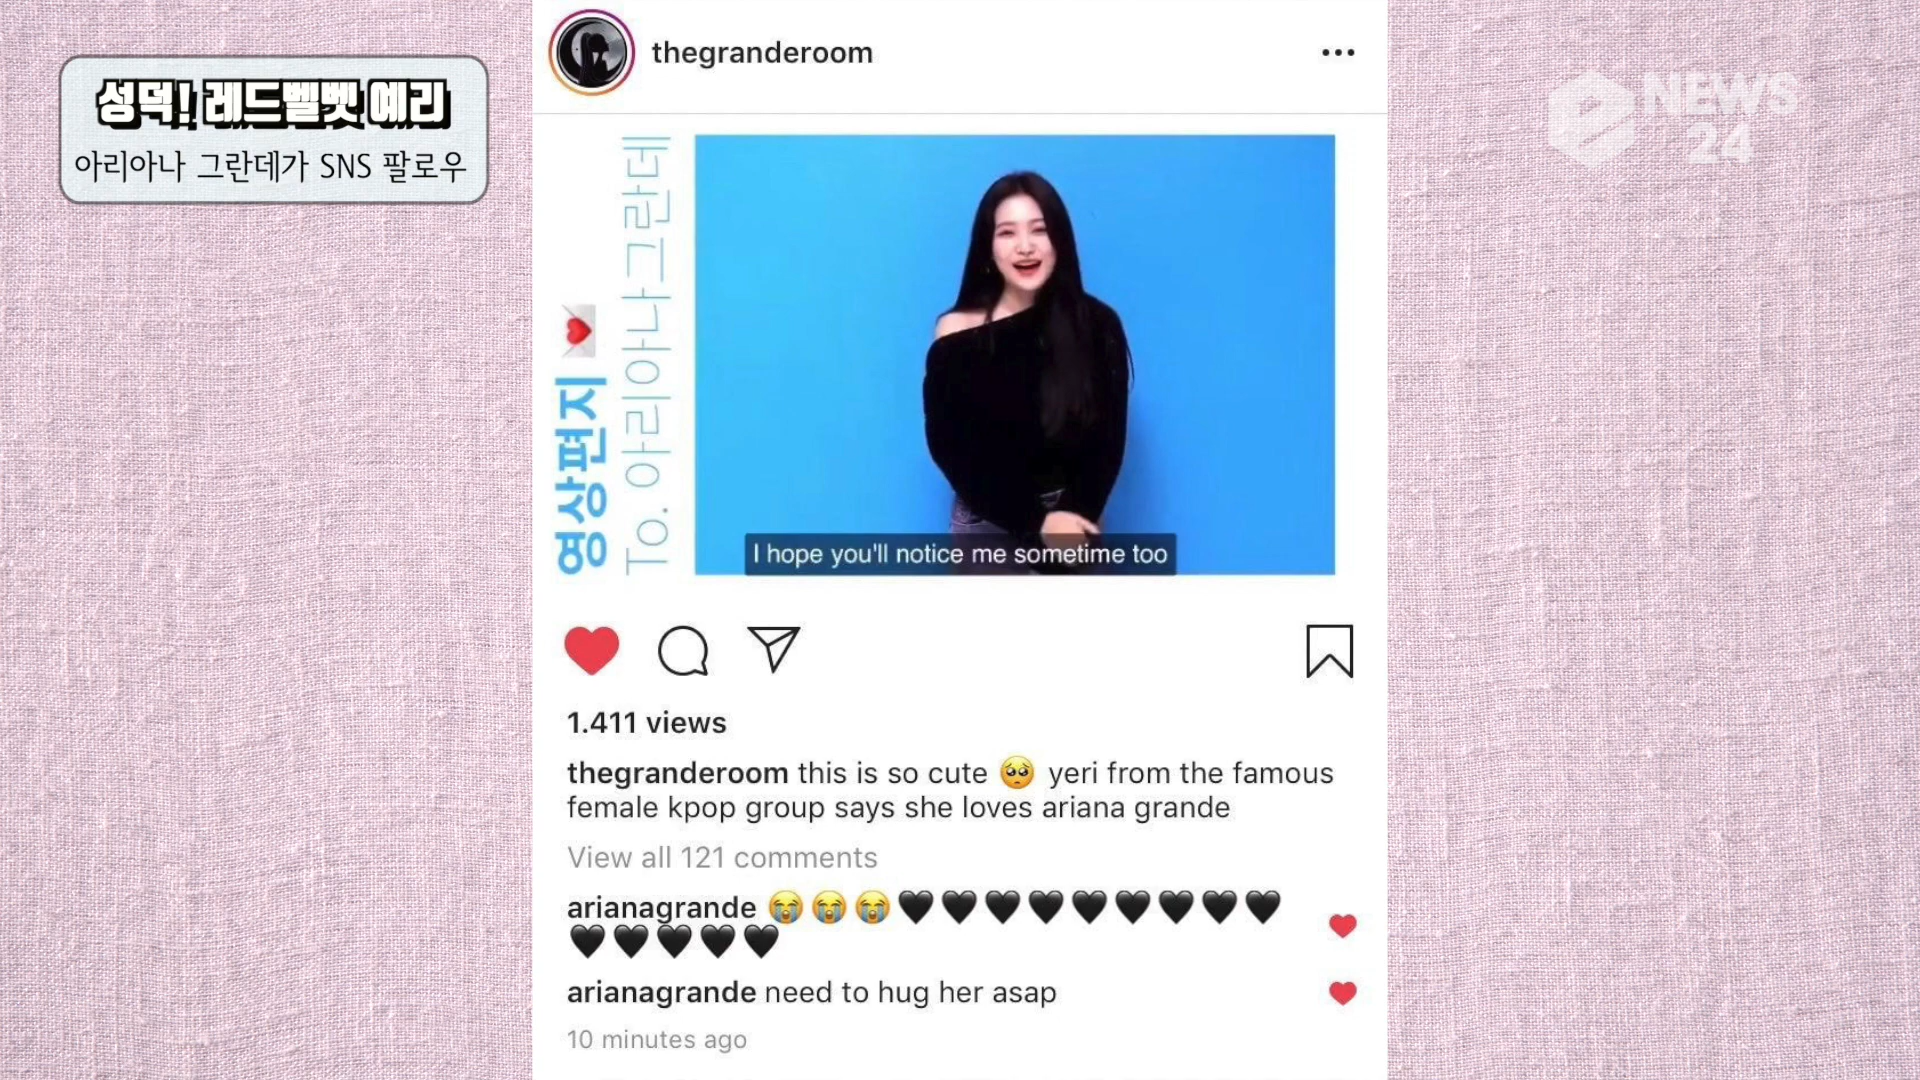 성덕! 레드벨벳 예리
아리아나 그란데가 SNS 팔로우
NEWS
24
thegranderoom
영상편지 💌
To. 아리아나그란데
I hope you'll notice me sometime too
1.411 views
thegranderoom this is so cute 🥺 yeri from the famous
female kpop group says she loves ariana grande
View all 121 comments
arianagrande 😭😭😭🖤🖤🖤🖤🖤🖤🖤🖤🖤
🖤🖤🖤🖤🖤
arianagrande need to hug her asap
10 minutes ago